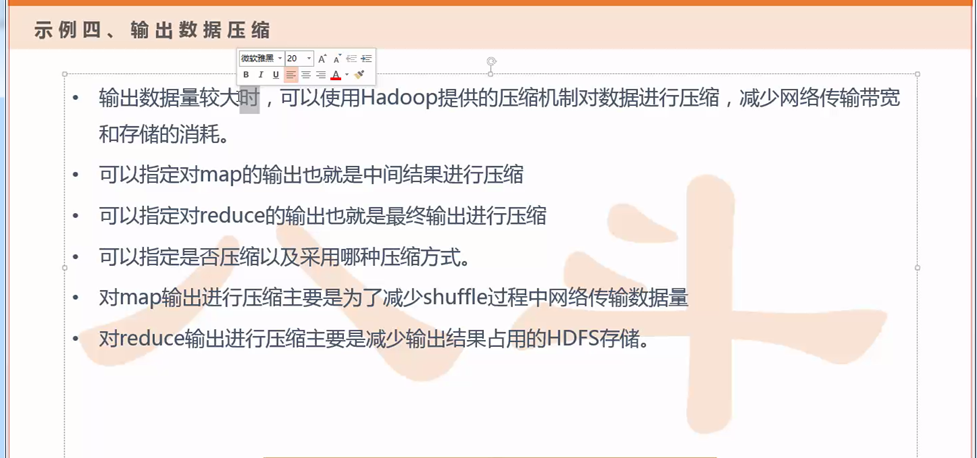 示例四、输出数据压缩
微软雅黑 20 A A
B I U A
• 输出数据量较大时，可以使用Hadoop提供的压缩机制对数据进行压缩，减少网络传输带宽
和存储的消耗。
• 可以指定对map的输出也就是中间结果进行压缩
• 可以指定对reduce的输出也就是最终输出进行压缩
• 可以指定是否压缩以及采用哪种压缩方式。
• 对map输出进行压缩主要是为了减少shuffle过程中网络传输数据量
• 对reduce输出进行压缩主要是减少输出结果占用的HDFS存储。
八斗